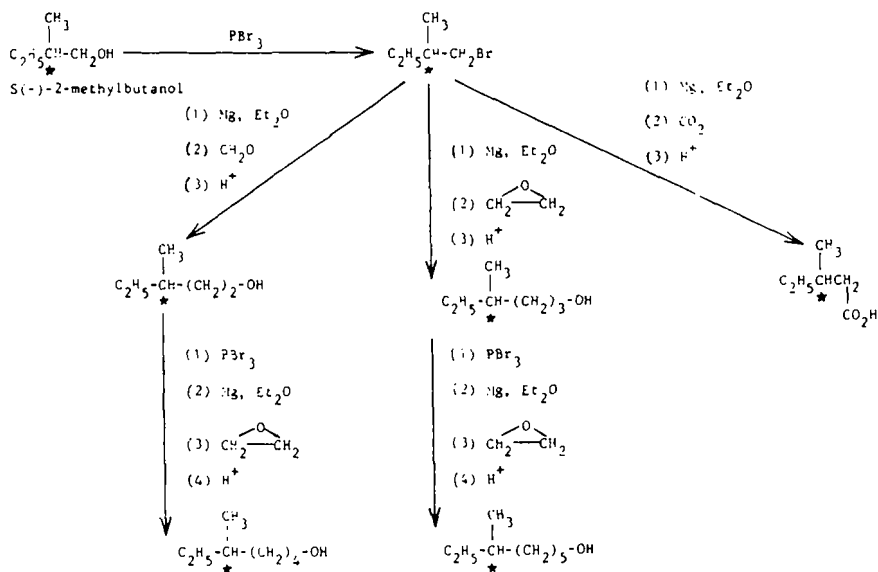 CH3
C2H5CH-CH2OH
★
S(-)-2-methylbutanol
PBr3
CH3
C2H5CH-CH2Br
★
(1) Mg, Et2O
(2) CH2O
(3) H+
(1) Mg, Et2O
(2) CH2-CH2
O
(3) H+
(1) Mg, Et2O
(2) CO2
(3) H+
CH3
C2H5-CH-(CH2)2-OH
★
CH3
C2H5-CH-(CH2)3-OH
★
CH3
C2H5CHCH2
★
CO2H
(1) PBr3
(2) Mg, Et2O
(3) CH2-CH2
O
(4) H+
(1) PBr3
(2) Mg, Et2O
(3) CH2-CH2
O
(4) H+
CH3
C2H5-CH-(CH2)4-OH
★
CH3
C2H5-CH-(CH2)5-OH
★